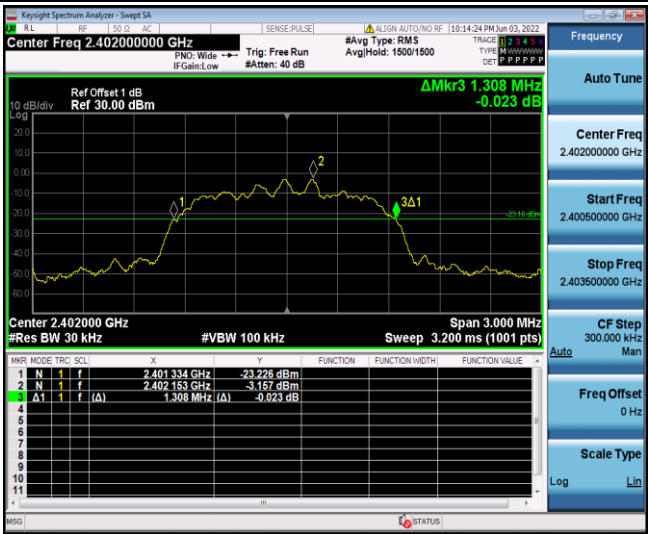 Keysight Spectrum Analyzer - Swept SA
RL RF 50 Ω AC SENSE:PULSE ALIGN AUTO/NO RF 10:14:24 PM Jun 03, 2022
Center Freq 2.402000000 GHz
PNO: Wide
IFGain:Low
Trig: Free Run
#Atten: 40 dB
#Avg Type: RMS
Avg|Hold: 1500/1500
TRACE 1 2 3 4 5 6
TYPE M W W W W W
DET P P P P P P
Ref Offset 1 dB
10 dB/div Ref 30.00 dBm
Log
ΔMkr3 1.308 MHz
-0.023 dB
20.0
10.0
0.00
-10.0
-20.0
-30.0
-40.0
-50.0
-60.0
1
2
3Δ1
-23.16 dBm
Center 2.402000 GHz Span 3.000 MHz
#Res BW 30 kHz #VBW 100 kHz Sweep 3.200 ms (1001 pts)
MKR MODE TRC SCL X Y FUNCTION FUNCTION WIDTH FUNCTION VALUE
1 N 1 f 2.401 334 GHz -23.226 dBm
2 N 1 f 2.402 153 GHz -3.157 dBm
3 Δ1 1 f (Δ) 1.308 MHz (Δ) -0.023 dB
4
5
6
7
8
9
10
11
MSG STATUS
Frequency
Auto Tune
Center Freq
2.402000000 GHz
Start Freq
2.400500000 GHz
Stop Freq
2.403500000 GHz
CF Step
300.000 kHz
Auto Man
Freq Offset
0 Hz
Scale Type
Log Lin